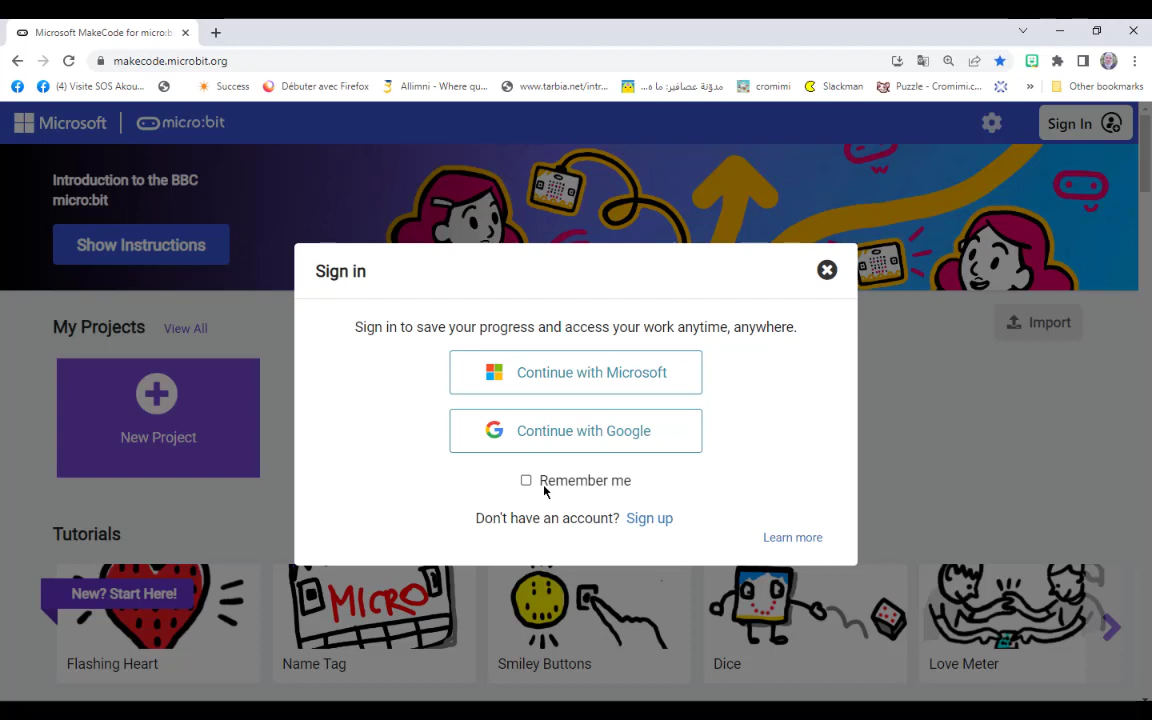 Microsoft MakeCode for micro:b
makecode.microbit.org
(4) Visite SOS Akou...
Success
Débuter avec Firefox
Allimni - Where qu...
www.tarbia.net/intr...
مدوّنة عصافير: ما ه...
cromimi
Slackman
Puzzle - Cromimi.c...
»
Other bookmarks
Microsoft
micro:bit
Sign In
Introduction to the BBC
micro:bit
Show Instructions
Sign in
Sign in to save your progress and access your work anytime, anywhere.
Continue with Microsoft
Continue with Google
Remember me
Don't have an account? Sign up
Learn more
My Projects View All
Import
New Project
Tutorials
New? Start Here!
MICRO
Flashing Heart
Name Tag
Smiley Buttons
Dice
Love Meter